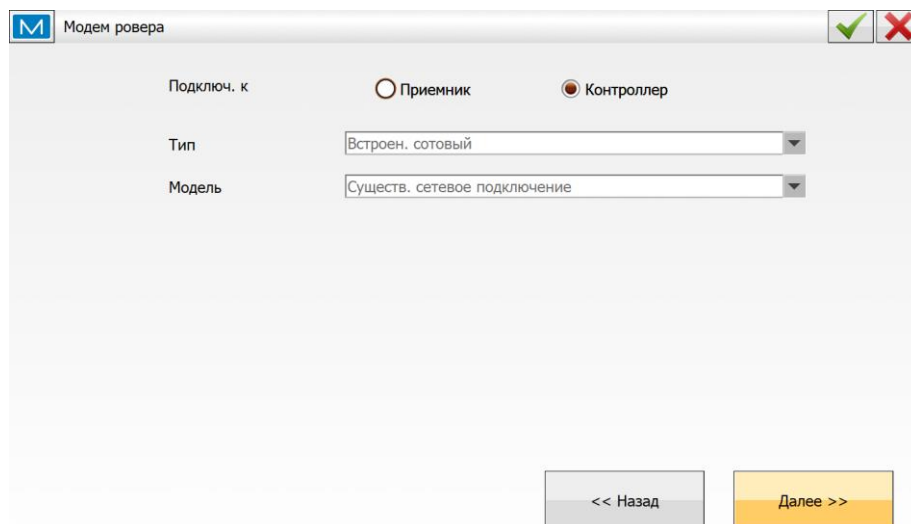 Модем ровера
Подключ. к
Приемник
Контроллер
Тип
Встроен. сотовый
Модель
Существ. сетевое подключение
<< Назад
Далее >>